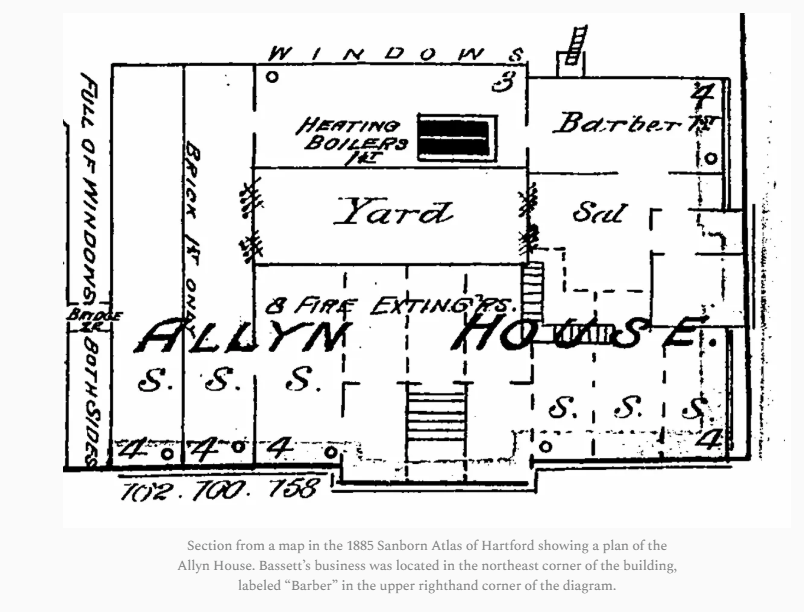 WINDOWS
3
4
FULL OF WINDOWS BOTH SIDES
BRICK 1ST ONLY
HEATING
BOILERS
1ST
Barber 1ST
Yard
Sal
8 FIRE EXTING'RS.
BRIDGE
ALLYN HOUSE.
S. S. S.
S. S. S.
4 4 4
4
162. 160. 158
Section from a map in the 1885 Sanborn Atlas of Hartford showing a plan of the
Allyn House. Bassett’s business was located in the northeast corner of the building,
labeled “Barber” in the upper righthand corner of the diagram.